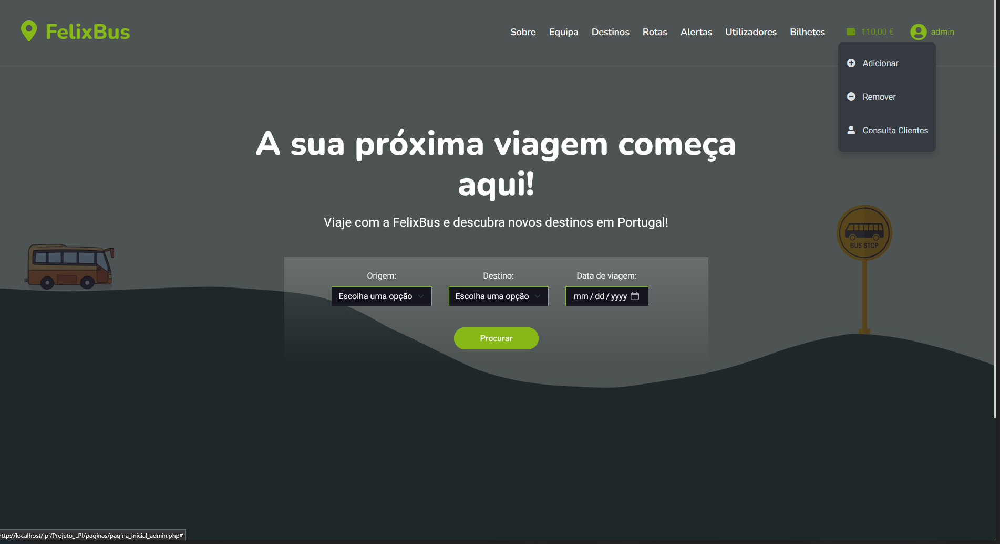 FelixBus
Sobre Equipa Destinos Rotas Alertas Utilizadores Bilhetes 110,00 € admin
Adicionar
Remover
Consulta Clientes
A sua próxima viagem começa
aqui!
Viaje com a FelixBus e descubra novos destinos em Portugal!
BUS STOP
Origem: Destino: Data de viagem:
Escolha uma opção Escolha uma opção mm/dd/yyyy
Procurar
http://localhost/lpi/Projeto_LPI/paginas/pagina_inicial_admin.php#